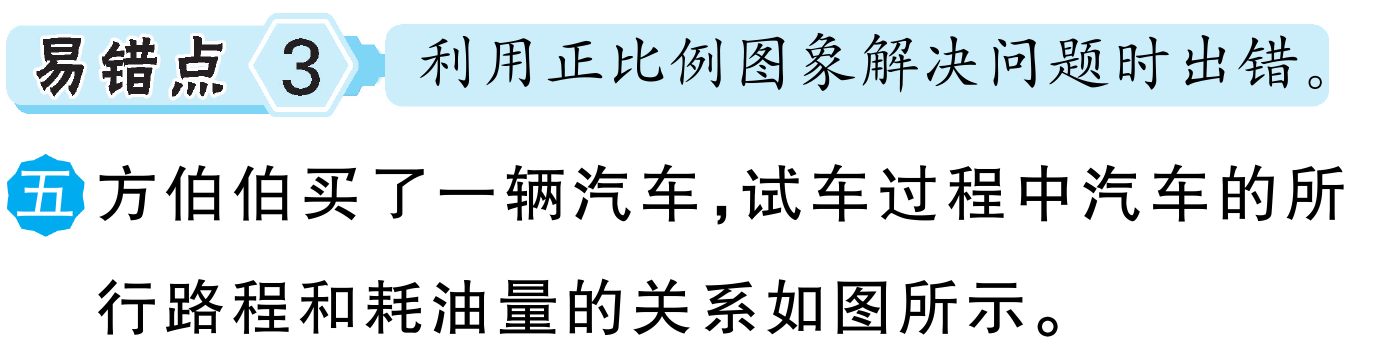 易错点 3 利用正比例图象解决问题时出错。
五 方伯伯买了一辆汽车,试车过程中汽车的所
行路程和耗油量的关系如图所示。